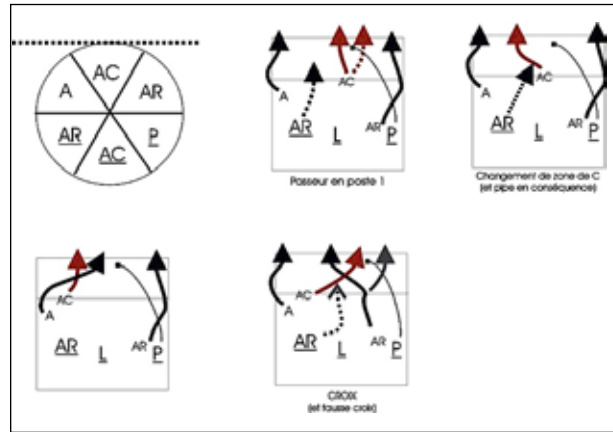 AC
A AR
AR P
AC
A
AC
AR L AR P
Passeur en poste 1
A
AC
AR L AR P
Changement de zone de C
(et pipe en conséquence)
AC
A
AR L AR P
AC
A
AR L AR P
CROIX
(et fausse croix)